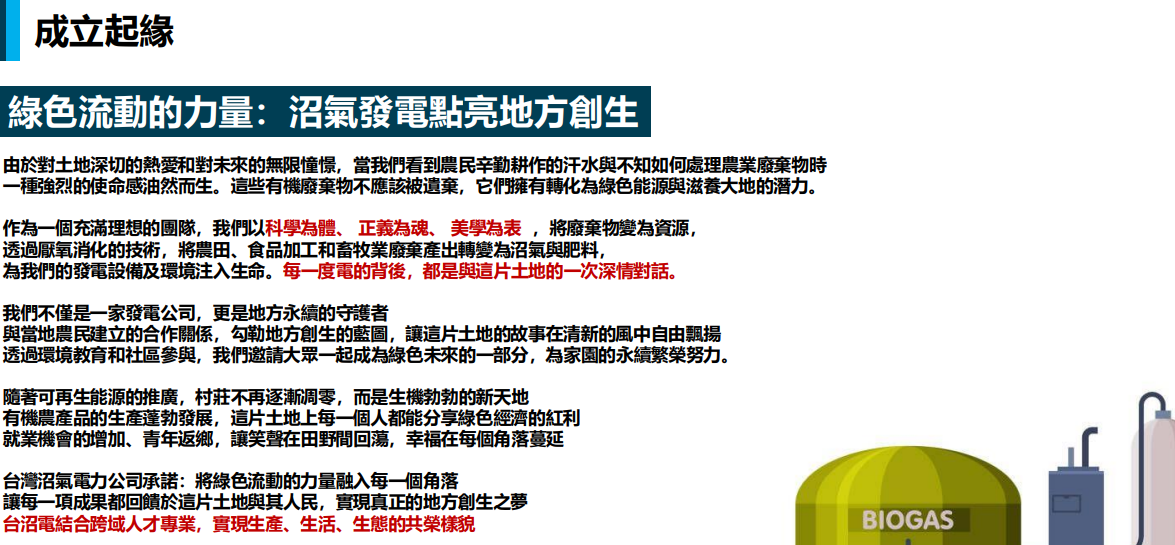 成立起緣
綠色流動的力量：沼氣發電點亮地方創生
由於對土地深切的熱愛和對未來的無限憧憬，當我們看到農民辛勤耕作的汗水與不知如何處理農業廢棄物時
一種強烈的使命感油然而生。這些有機廢棄物不應該被遺棄，它們擁有轉化為綠色能源與滋養大地的潛力。
作為一個充滿理想的團隊，我們以科學為體、 正義為魂、 美學為表 ，將廢棄物變為資源，
透過厭氧消化的技術，將農田、食品加工和畜牧業廢棄產出轉變為沼氣與肥料，
為我們的發電設備及環境注入生命。每一度電的背後，都是與這片土地的一次深情對話。
我們不僅是一家發電公司，更是地方永續的守護者
與當地農民建立的合作關係，勾勒地方創生的藍圖，讓這片土地的故事在清新的風中自由飄揚
透過環境教育和社區參與，我們邀請大眾一起成為綠色未來的一部分，為家園的永續繁榮努力。
隨著可再生能源的推廣，村莊不再逐漸凋零，而是生機勃勃的新天地
有機農產品的生產蓬勃發展，這片土地上每一個人都能分享綠色經濟的紅利
就業機會的增加、青年返鄉，讓笑聲在田野間回蕩，幸福在每個角落蔓延
台灣沼氣電力公司承諾：將綠色流動的力量融入每一個角落
讓每一項成果都回饋於這片土地與其人民，實現真正的地方創生之夢
台沼電結合跨域人才專業，實現生產、生活、生態的共榮樣貌
BIOGAS